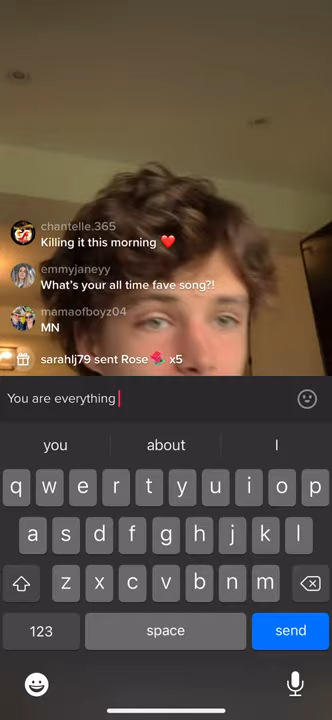 chantelle.365
Killing it this morning ❤️
emmyjaneyy
What's your all time fave song?!
mamaofboyz04
MN
sarahlj79 sent Rose🌹 x5
You are everything
you about I
q w e r t y u i o p
a s d f g h j k l
z x c v b n m
123 space send